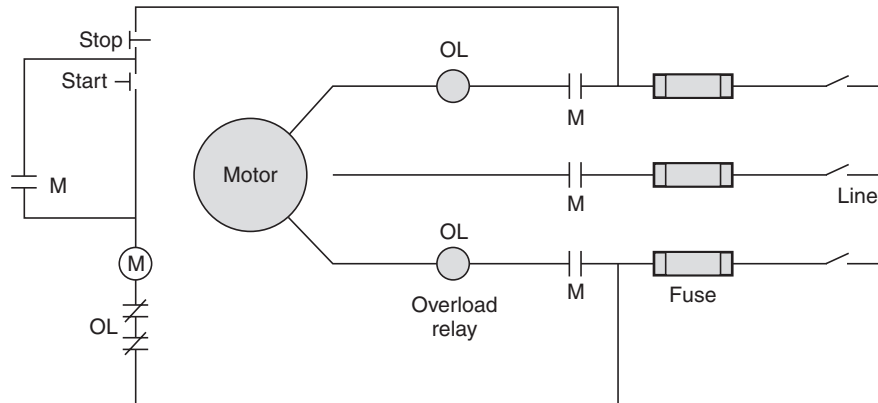 Stop
Start
M
M
OL
Motor
OL
M
M
OL
M
Overload
relay
Fuse
Line